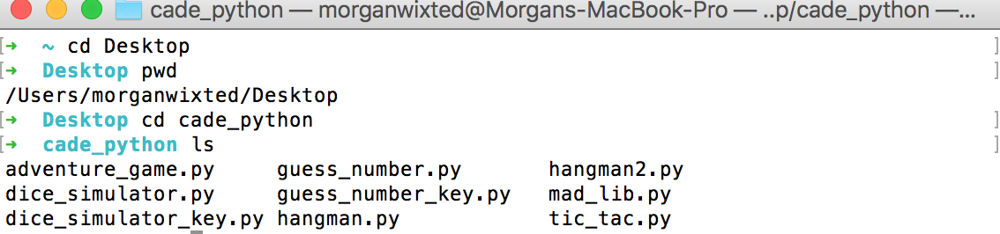 cade_python — morganwixted@Morgans-MacBook-Pro — ..p/cade_python —...
➜ ~ cd Desktop
➜ Desktop pwd
/Users/morganwixted/Desktop
➜ Desktop cd cade_python
➜ cade_python ls
adventure_game.py guess_number.py hangman2.py
dice_simulator.py guess_number_key.py mad_lib.py
dice_simulator_key.py hangman.py tic_tac.py